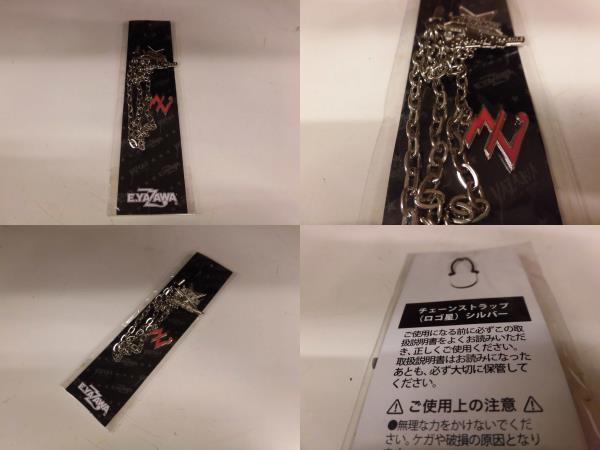 E.YAZAWA
E.YAZAWA
チェーンストラップ
（ロゴ星）シルバー
ご使用になる前に必ずこの取
扱説明書をよくお読みいただ
き、正しくご使用ください。
取扱説明書はお読みになった
あとも、必ず大切に保管して
ください。
⚠ご使用上の注意⚠
●無理な力をかけないでくだ
さい。ケガや破損の原因となり